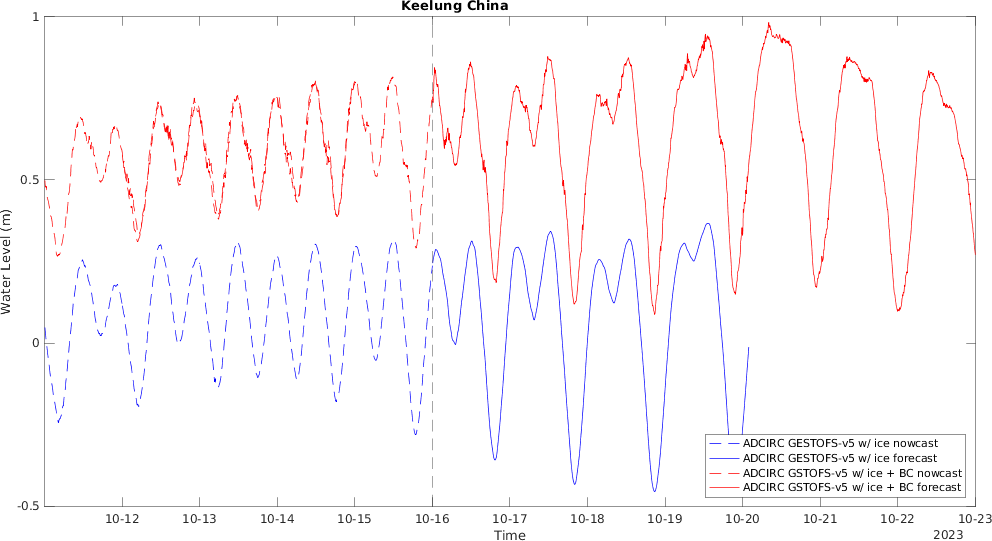 Keelung China
Water Level (m)
1
0.5
0
-0.5
10-12 10-13 10-14 10-15 10-16 10-17 10-18 10-19 10-20 10-21 10-22 10-23
Time
2023
ADCIRC GESTOFS-v5 w/ ice nowcast
ADCIRC GESTOFS-v5 w/ ice forecast
ADCIRC GSTOFS-v5 w/ ice + BC nowcast
ADCIRC GSTOFS-v5 w/ ice + BC forecast